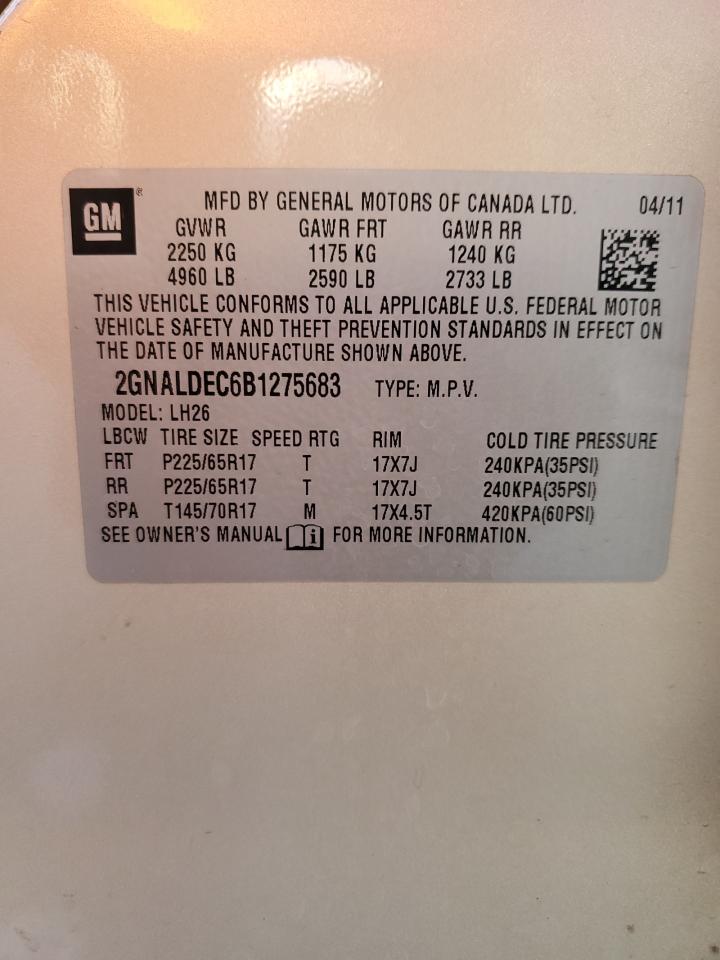 GM ® MFD BY GENERAL MOTORS OF CANADA LTD. 04/11
GVWR GAWR FRT GAWR RR
2250 KG 1175 KG 1240 KG
4960 LB 2590 LB 2733 LB
THIS VEHICLE CONFORMS TO ALL APPLICABLE U.S. FEDERAL MOTOR
VEHICLE SAFETY AND THEFT PREVENTION STANDARDS IN EFFECT ON
THE DATE OF MANUFACTURE SHOWN ABOVE.
2GNALDEC6B1275683 TYPE: M.P.V.
MODEL: LH26
LBCW TIRE SIZE SPEED RTG RIM COLD TIRE PRESSURE
FRT P225/65R17 T 17X7J 240KPA(35PSI)
RR P225/65R17 T 17X7J 240KPA(35PSI)
SPA T145/70R17 M 17X4.5T 420KPA(60PSI)
SEE OWNER'S MANUAL i FOR MORE INFORMATION.